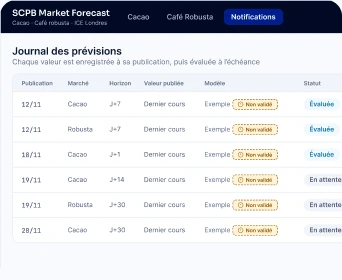 SCPB Market Forecast
Cacao · Café robusta · ICE Londres
Cacao Café Robusta Notifications
Journal des prévisions
Chaque valeur est enregistrée à sa publication, puis évaluée à l'échéance
Publication Marché Horizon Valeur publiée Modèle Statut
12/11 Cacao J+7 Dernier cours Exemple Non validé Évaluée
12/11 Robusta J+7 Dernier cours Exemple Non validé Évaluée
18/11 Cacao J+1 Dernier cours Exemple Non validé Évaluée
19/11 Cacao J+14 Dernier cours Exemple Non validé En attente
19/11 Robusta J+30 Dernier cours Exemple Non validé En attente
28/11 Cacao J+30 Dernier cours Exemple Non validé En attente